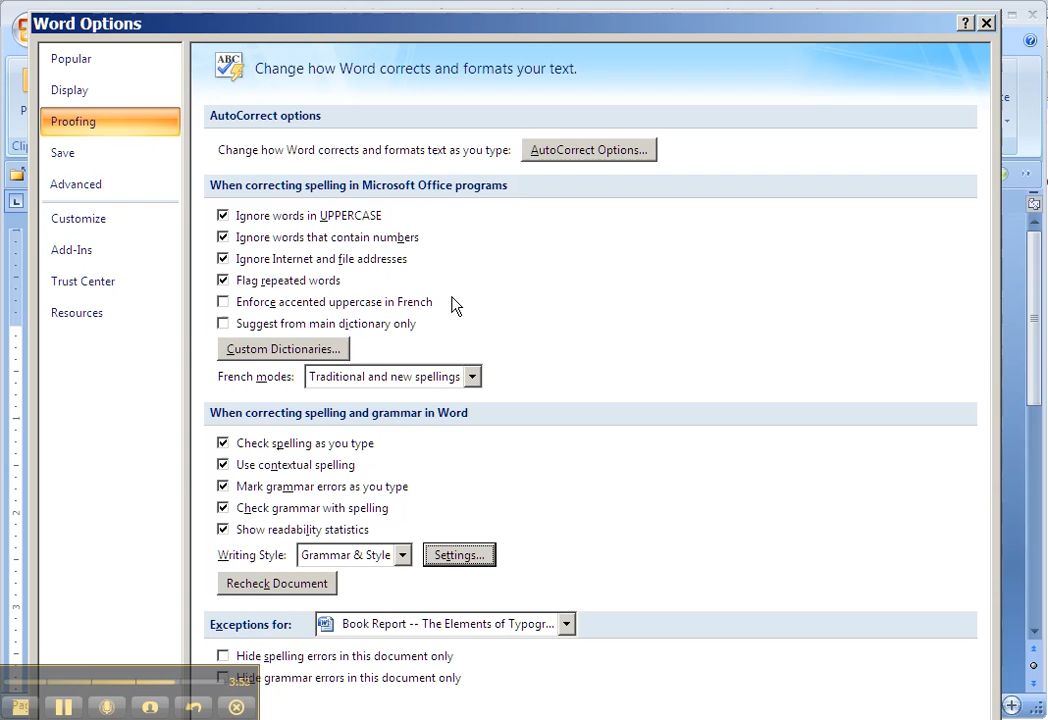 Word Options
Popular
Display
Proofing
Save
Advanced
Customize
Add-Ins
Trust Center
Resources
ABC
Change how Word corrects and formats your text.
AutoCorrect options
Change how Word corrects and formats text as you type: AutoCorrect Options...
When correcting spelling in Microsoft Office programs
Ignore words in UPPERCASE
Ignore words that contain numbers
Ignore Internet and file addresses
Flag repeated words
Enforce accented uppercase in French
Suggest from main dictionary only
Custom Dictionaries...
French modes: Traditional and new spellings
When correcting spelling and grammar in Word
Check spelling as you type
Use contextual spelling
Mark grammar errors as you type
Check grammar with spelling
Show readability statistics
Writing Style: Grammar & Style Settings...
Recheck Document
Exceptions for: Book Report -- The Elements of Typogr...
Hide spelling errors in this document only
Hide grammar errors in this document only